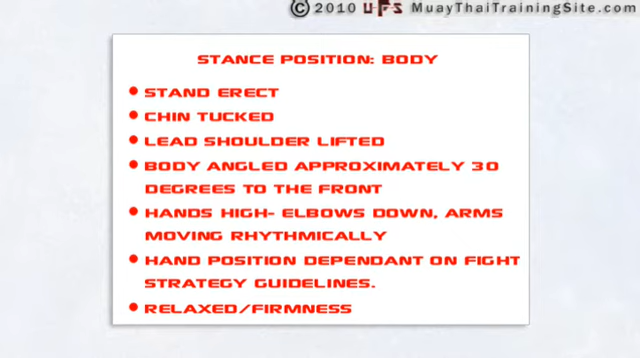 © 2010 UFS MuayThaiTrainingSite.com
STANCE POSITION: BODY
• STAND ERECT
• CHIN TUCKED
• LEAD SHOULDER LIFTED
• BODY ANGLED APPROXIMATELY 30
DEGREES TO THE FRONT
• HANDS HIGH- ELBOWS DOWN, ARMS
MOVING RHYTHMICALLY
• HAND POSITION DEPENDANT ON FIGHT
STRATEGY GUIDELINES.
• RELAXED/FIRMNESS